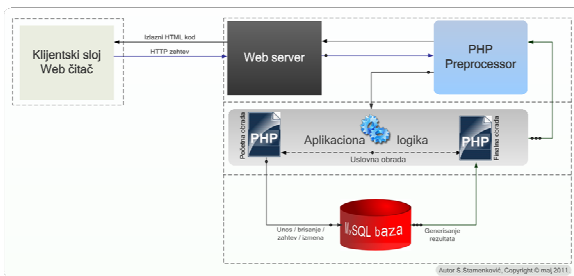 Izlazni HTML kod
Klijentski sloj
Web čitač
HTTP zahtev
Web server
PHP
Preprocessor
Početna obrada
PHP
Aplikaciona logika
Uslovna obrada
PHP
Finalna obrada
Unos / brisanje /
zahtev / izmena
MySQL baza
Generisanje
rezultata
Autor S.Stamenković, Copyright © maj 2011